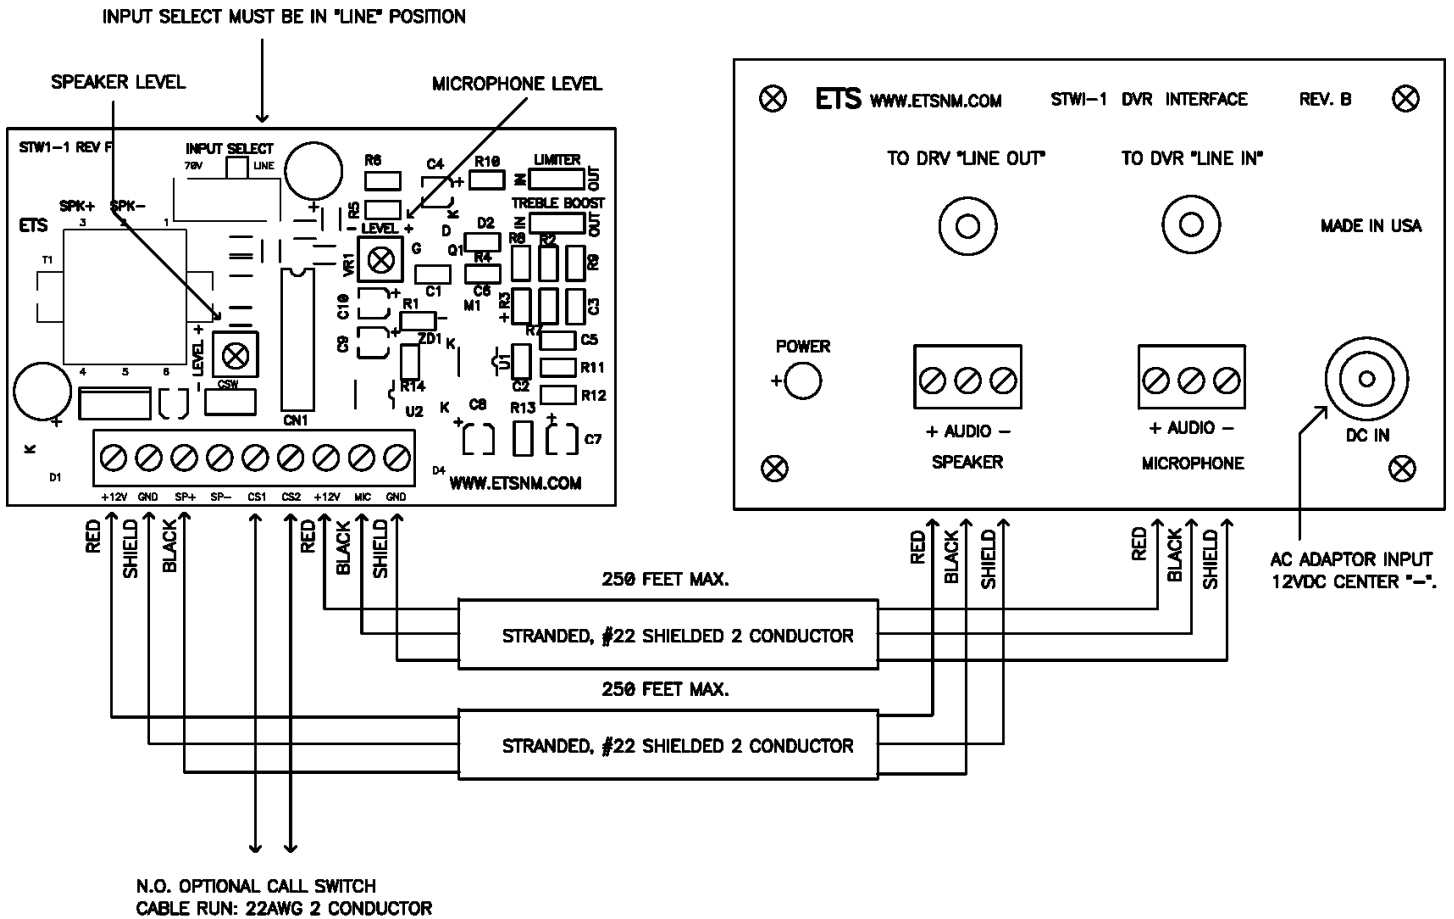 INPUT SELECT MUST BE IN "LINE" POSITION
SPEAKER LEVEL
MICROPHONE LEVEL
STW1-1 REV F
INPUT SELECT
70V
LINE
R6
C4
R10
LIMITER
IN
OUT
SPK+
SPK-
ETS
3
2
1
T1
R5
+
K
TREBLE BOOST
IN
OUT
- LEVEL +
D
D2
G
Q1
VR1
R8
R2
R9
R4
C1
C6
M1
C10
R1
R3
C3
R7
C9
ZD1
K
C5
U1
- LEVEL +
4
5
6
CSW
R14
C2
R11
R12
U2
K
C8
R13
C7
CN1
K
D1
D4
WWW.ETSNM.COM
+12V GND SP+ SP- CS1 CS2 +12V MIC GND
RED
SHIELD
BLACK
RED
BLACK
SHIELD
ETS WWW.ETSNM.COM
STWI-1 DVR INTERFACE
REV. B
TO DRV "LINE OUT"
TO DVR "LINE IN"
MADE IN USA
POWER
+
+ AUDIO -
SPEAKER
+ AUDIO -
MICROPHONE
DC IN
RED
BLACK
SHIELD
RED
BLACK
SHIELD
AC ADAPTOR INPUT
12VDC CENTER "-".
250 FEET MAX.
STRANDED, #22 SHIELDED 2 CONDUCTOR
250 FEET MAX.
STRANDED, #22 SHIELDED 2 CONDUCTOR
N.O. OPTIONAL CALL SWITCH
CABLE RUN: 22AWG 2 CONDUCTOR